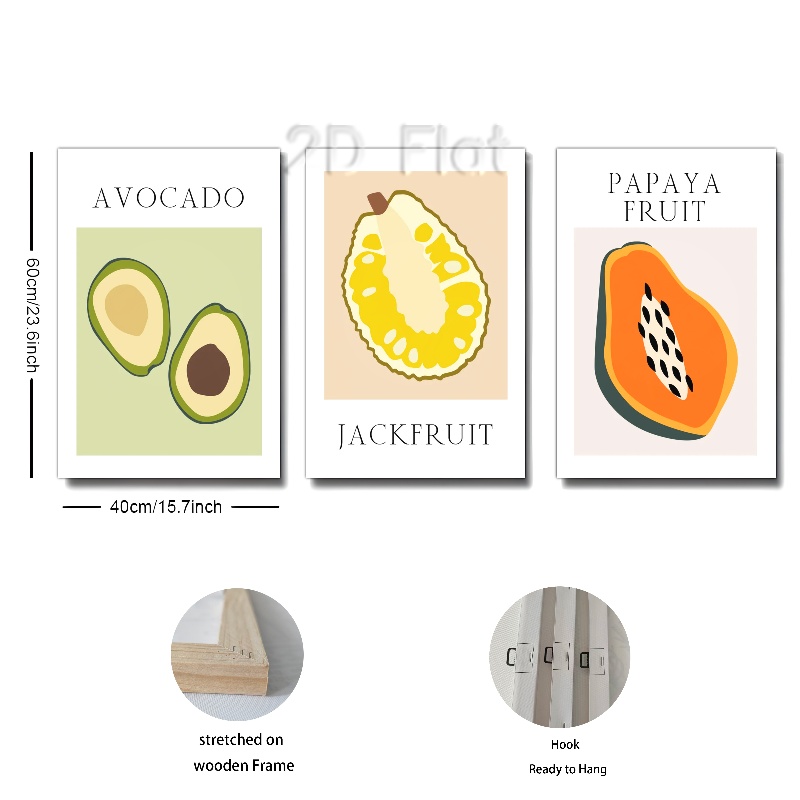 2D Flat
AVOCADO
PAPAYA
FRUIT
JACKFRUIT
60cm/23.6inch
40cm/15.7inch
stretched on
wooden Frame
Hook
Ready to Hang